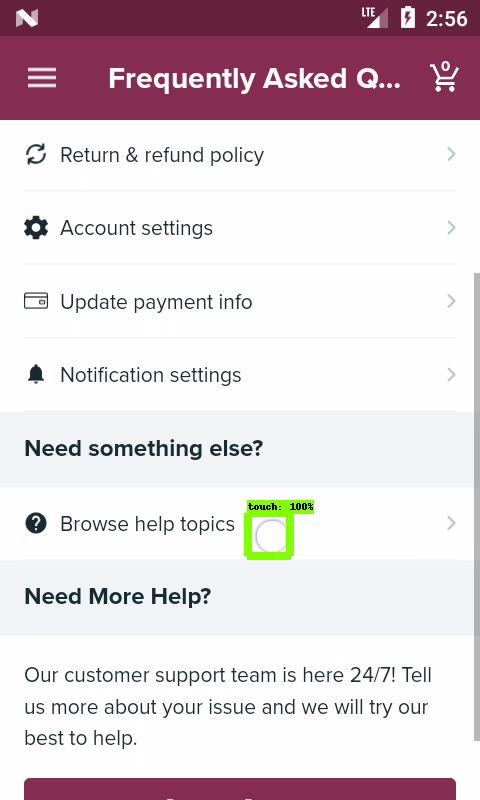 LTE 2:56
Frequently Asked Q... 0
Return & refund policy
Account settings
Update payment info
Notification settings
Need something else?
touch: 100%
Browse help topics
Need More Help?
Our customer support team is here 24/7! Tell
us more about your issue and we will try our
best to help.